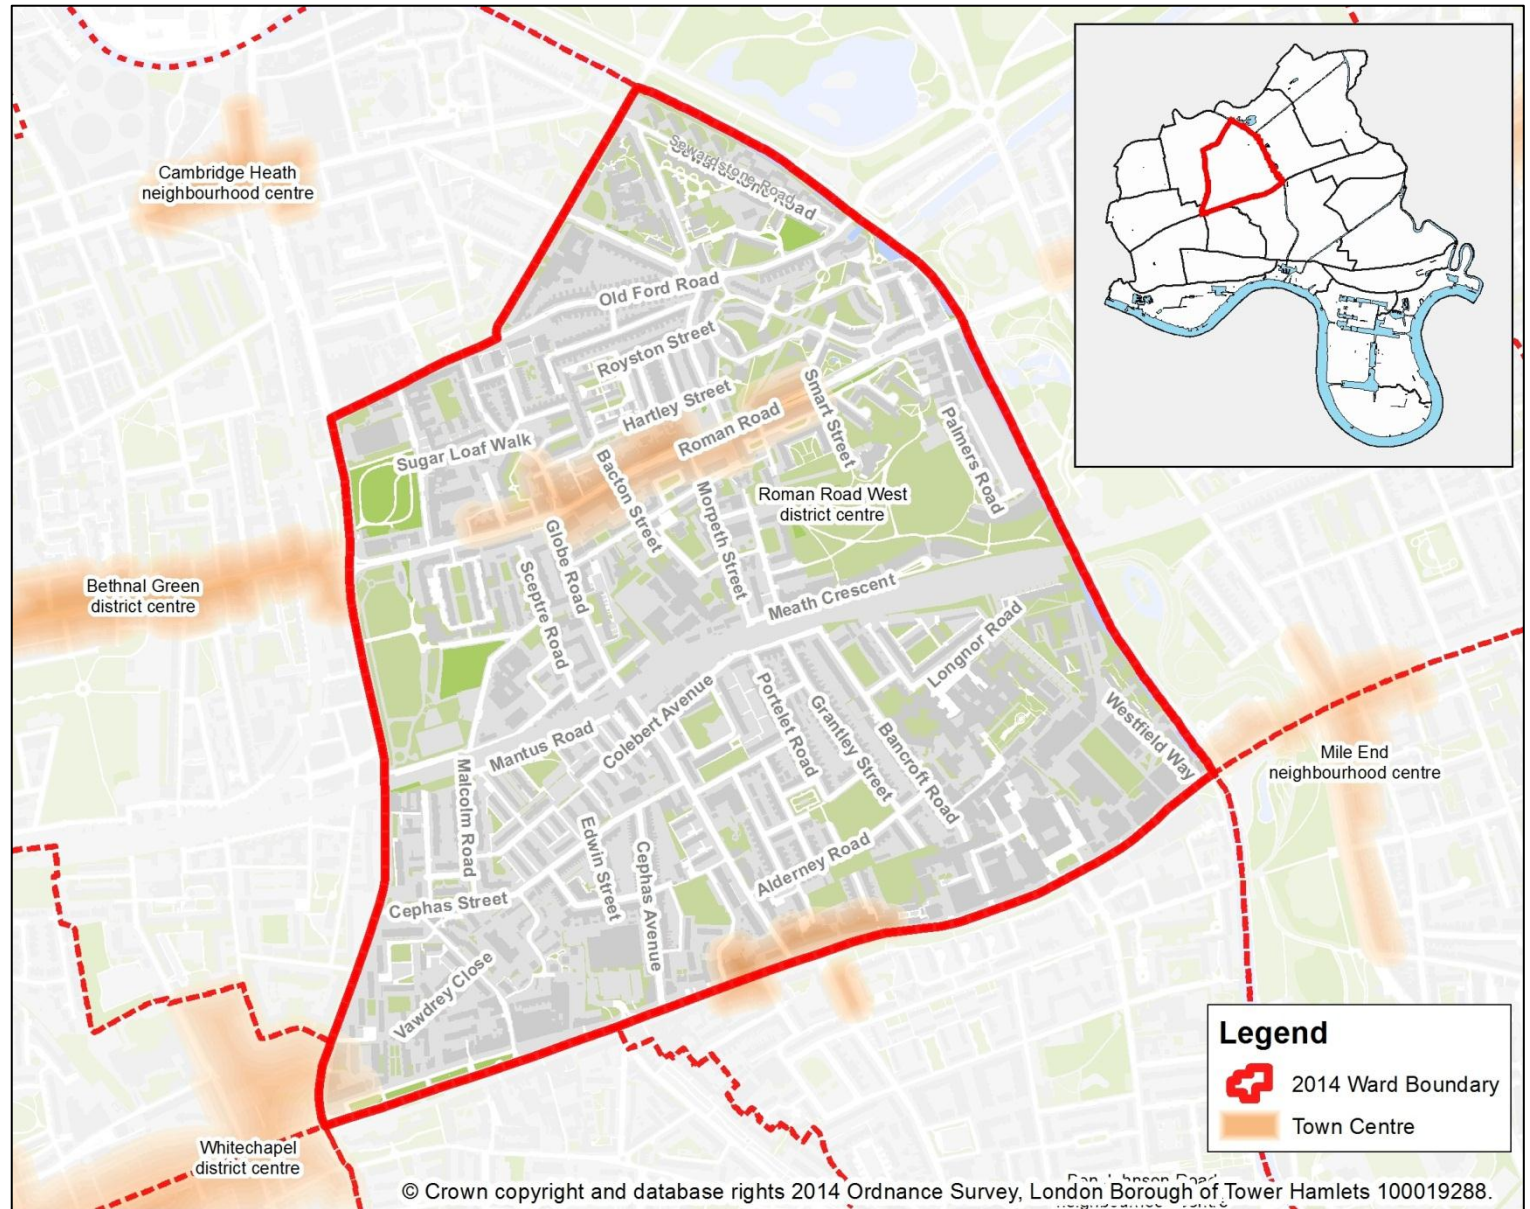 Sewardstone Road
Sewardstone Road
Cambridge Heath
neighbourhood centre
Old Ford Road
Royston Street
Hartley Street
Smart Street
Roman Road
Palmers Road
Sugar Loaf Walk
Bacton Street
Morpeth Street
Roman Road West
district centre
Globe Road
Sceptre Road
Bethnal Green
district centre
Meath Crescent
Longnor Road
Portelet Road
Grantley Street
Bancroft Road
Westfield Way
Colebert Avenue
Mantus Road
Malcolm Road
Mile End
neighbourhood centre
Edwin Street
Cephas Avenue
Alderney Road
Cephas Street
Vawdrey Close
Legend
2014 Ward Boundary
Town Centre
Whitechapel
district centre
© Crown copyright and database rights 2014 Ordnance Survey, London Borough of Tower Hamlets 100019288.